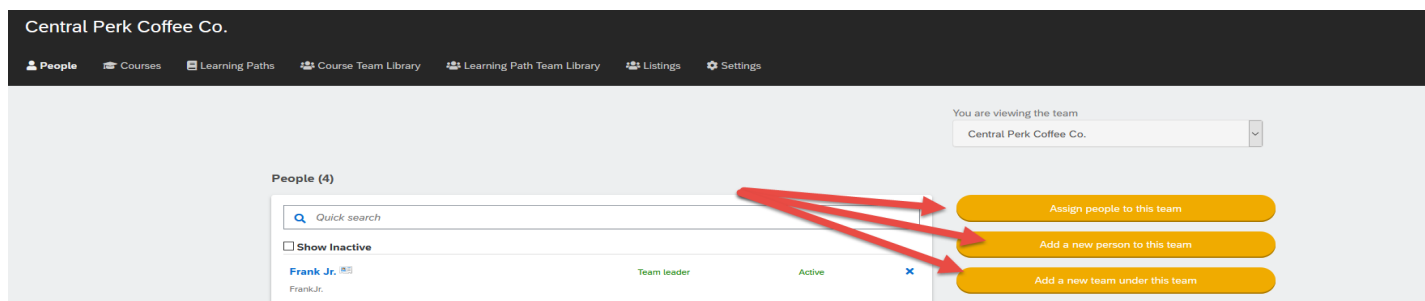 Central Perk Coffee Co.
People Courses Learning Paths Course Team Library Learning Path Team Library Listings Settings
You are viewing the team
Central Perk Coffee Co.
People (4)
Quick search
Assign people to this team
Show Inactive
Add a new person to this team
Frank Jr. Team leader Active
FrankJr.
Add a new team under this team